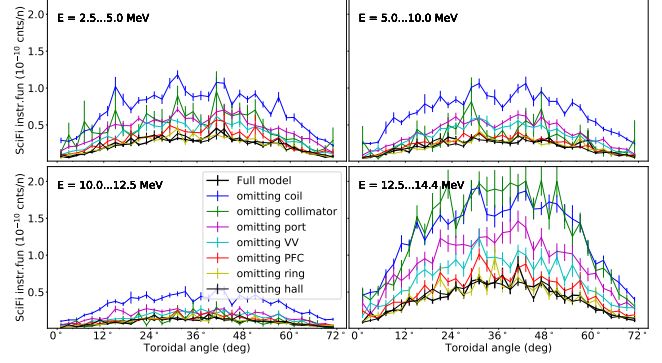 E = 2.5...5.0 MeV
E = 5.0...10.0 MeV
SciFi instr.fun (10⁻¹⁰ cnts/n)
2.0
1.5
1.0
0.5
E = 10.0...12.5 MeV
E = 12.5...14.4 MeV
SciFi instr.fun (10⁻¹⁰ cnts/n)
2.0
1.5
1.0
0.5
Full model
omitting coil
omitting collimator
omitting port
omitting VV
omitting PFC
omitting ring
omitting hall
0° 12° 24° 36° 48° 60° 72°
0° 12° 24° 36° 48° 60° 72°
Toroidal angle (deg)
Toroidal angle (deg)